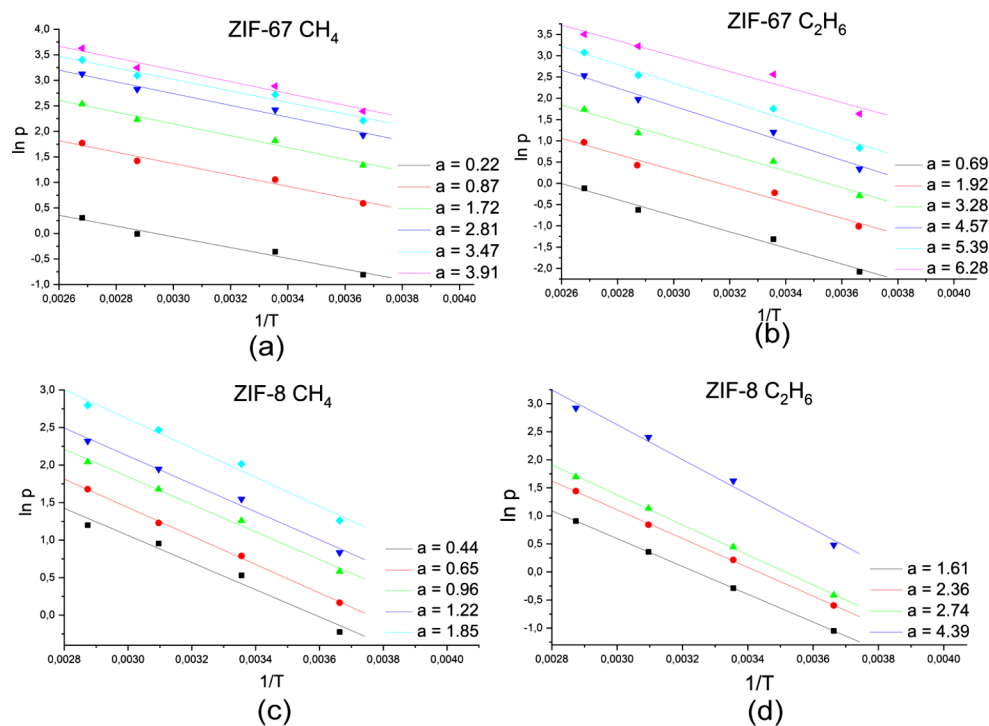 ZIF-67 CH₄
ln p
4,0
3,5
3,0
2,5
2,0
1,5
1,0
0,5
0,0
-0,5
-1,0
0,0026 0,0028 0,0030 0,0032 0,0034 0,0036 0,0038 0,0040
1/T
a = 0.22
a = 0.87
a = 1.72
a = 2.81
a = 3.47
a = 3.91
(a)
ZIF-67 C₂H₆
ln p
3,5
3,0
2,5
2,0
1,5
1,0
0,5
0,0
-0,5
-1,0
-1,5
-2,0
0,0026 0,0028 0,0030 0,0032 0,0034 0,0036 0,0038 0,0040
1/T
a = 0.69
a = 1.92
a = 3.28
a = 4.57
a = 5.39
a = 6.28
(b)
ZIF-8 CH₄
ln p
3,0
2,5
2,0
1,5
1,0
0,5
0,0
0,0028 0,0030 0,0032 0,0034 0,0036 0,0038 0,0040
1/T
a = 0.44
a = 0.65
a = 0.96
a = 1.22
a = 1.85
(c)
ZIF-8 C₂H₆
ln p
3,0
2,5
2,0
1,5
1,0
0,5
0,0
-0,5
-1,0
0,0028 0,0030 0,0032 0,0034 0,0036 0,0038 0,0040
1/T
a = 1.61
a = 2.36
a = 2.74
a = 4.39
(d)